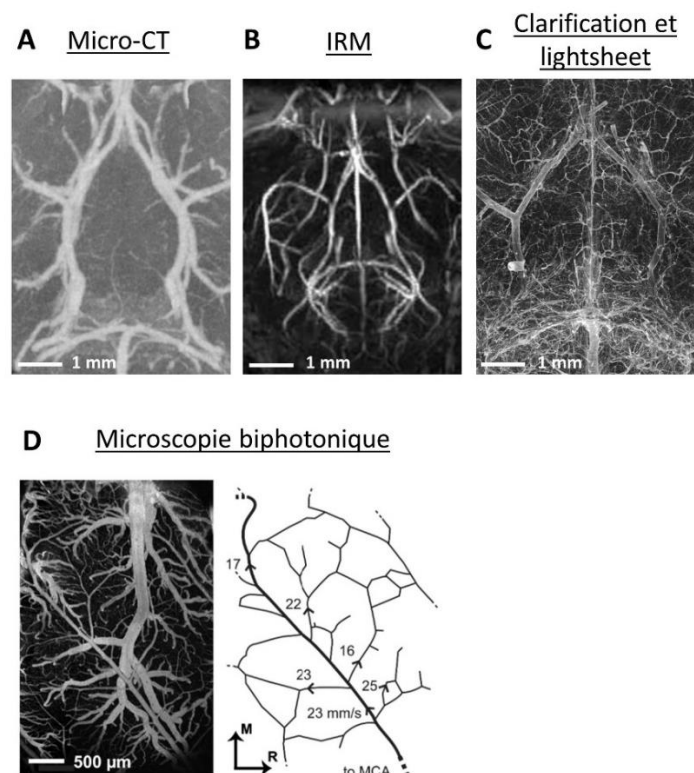 A Micro-CT
B IRM
C Clarification et
lightsheet
1 mm
1 mm
1 mm
D Microscopie biphotonique
17
22
16
23
25
23 mm/s
M
R
to MCA
500 µm